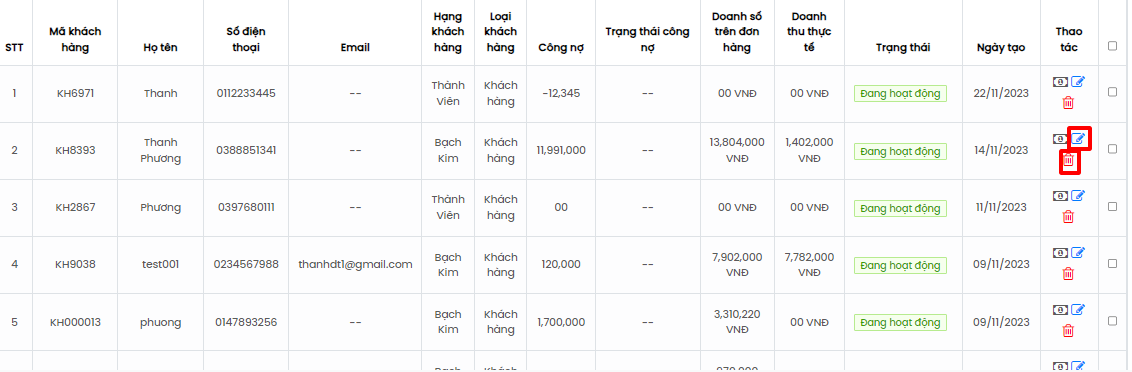 STT Mã khách hàng Họ tên Số điện thoại Email Hạng khách hàng Loại khách hàng Công nợ Trạng thái công nợ Doanh số trên đơn hàng Doanh thu thực tế Trạng thái Ngày tạo Thao tác
1 KH6971 Thanh 0112233445 -- Thành Viên Khách hàng -12,345 -- 00 VNĐ 00 VNĐ Đang hoạt động 22/11/2023
2 KH8393 Thanh Phương 0388851341 -- Bạch Kim Khách hàng 11,991,000 -- 13,804,000 VNĐ 1,402,000 VNĐ Đang hoạt động 14/11/2023
3 KH2867 Phương 0397680111 -- Thành Viên Khách hàng 00 -- 00 VNĐ 00 VNĐ Đang hoạt động 11/11/2023
4 KH9038 test001 0234567988 thanhdt1@gmail.com Bạch Kim Khách hàng 120,000 -- 7,902,000 VNĐ 7,782,000 VNĐ Đang hoạt động 09/11/2023
5 KH000013 phuong 0147893256 -- Bạch Kim Khách hàng 1,700,000 -- 3,310,220 VNĐ 00 VNĐ Đang hoạt động 09/11/2023